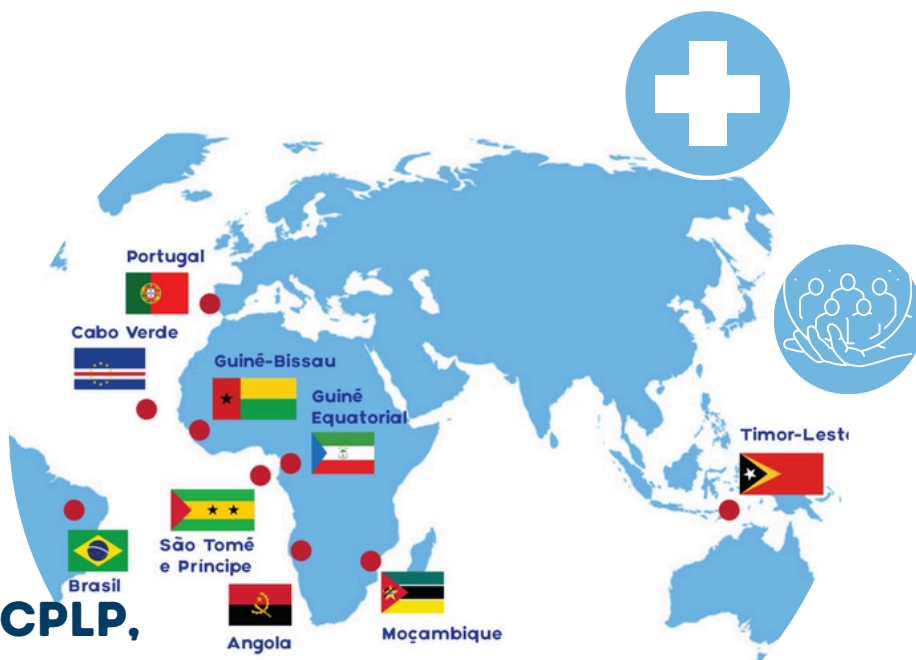 Portugal
Cabo Verde
Guiné-Bissau
Guiné
Equatorial
Timor-Leste
São Tomé
e Príncipe
Brasil
CPLP,
Angola
Moçambique